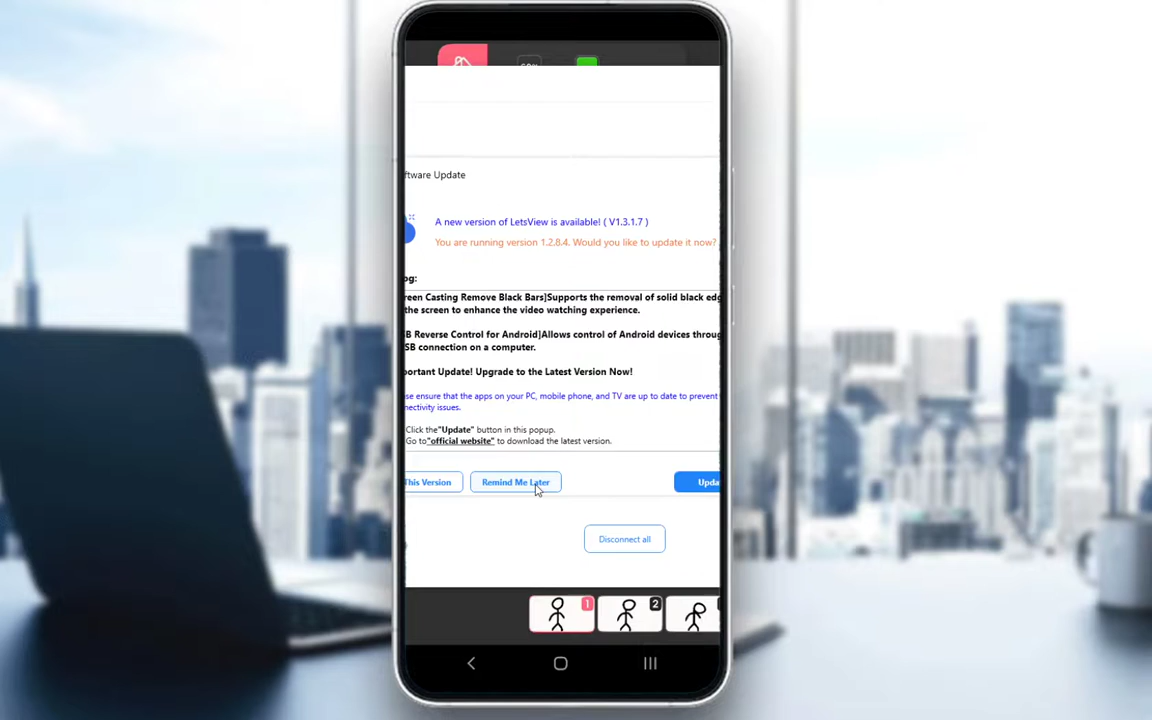 ftware Update
A new version of LetsView is available! ( V1.3.1.7 )
You are running version 1.2.8.4. Would you like to update it now?
og:
reen Casting Remove Black Bars]Supports the removal of solid black edg
the screen to enhance the video watching experience.
SB Reverse Control for Android]Allows control of Android devices throug
SB connection on a computer.
portant Update! Upgrade to the Latest Version Now!
se ensure that the apps on your PC, mobile phone, and TV are up to date to prevent
nectivity issues.
Click the"Update" button in this popup.
Go to"official website" to download the latest version.
This Version Remind Me Later Upda
Disconnect all
1 2